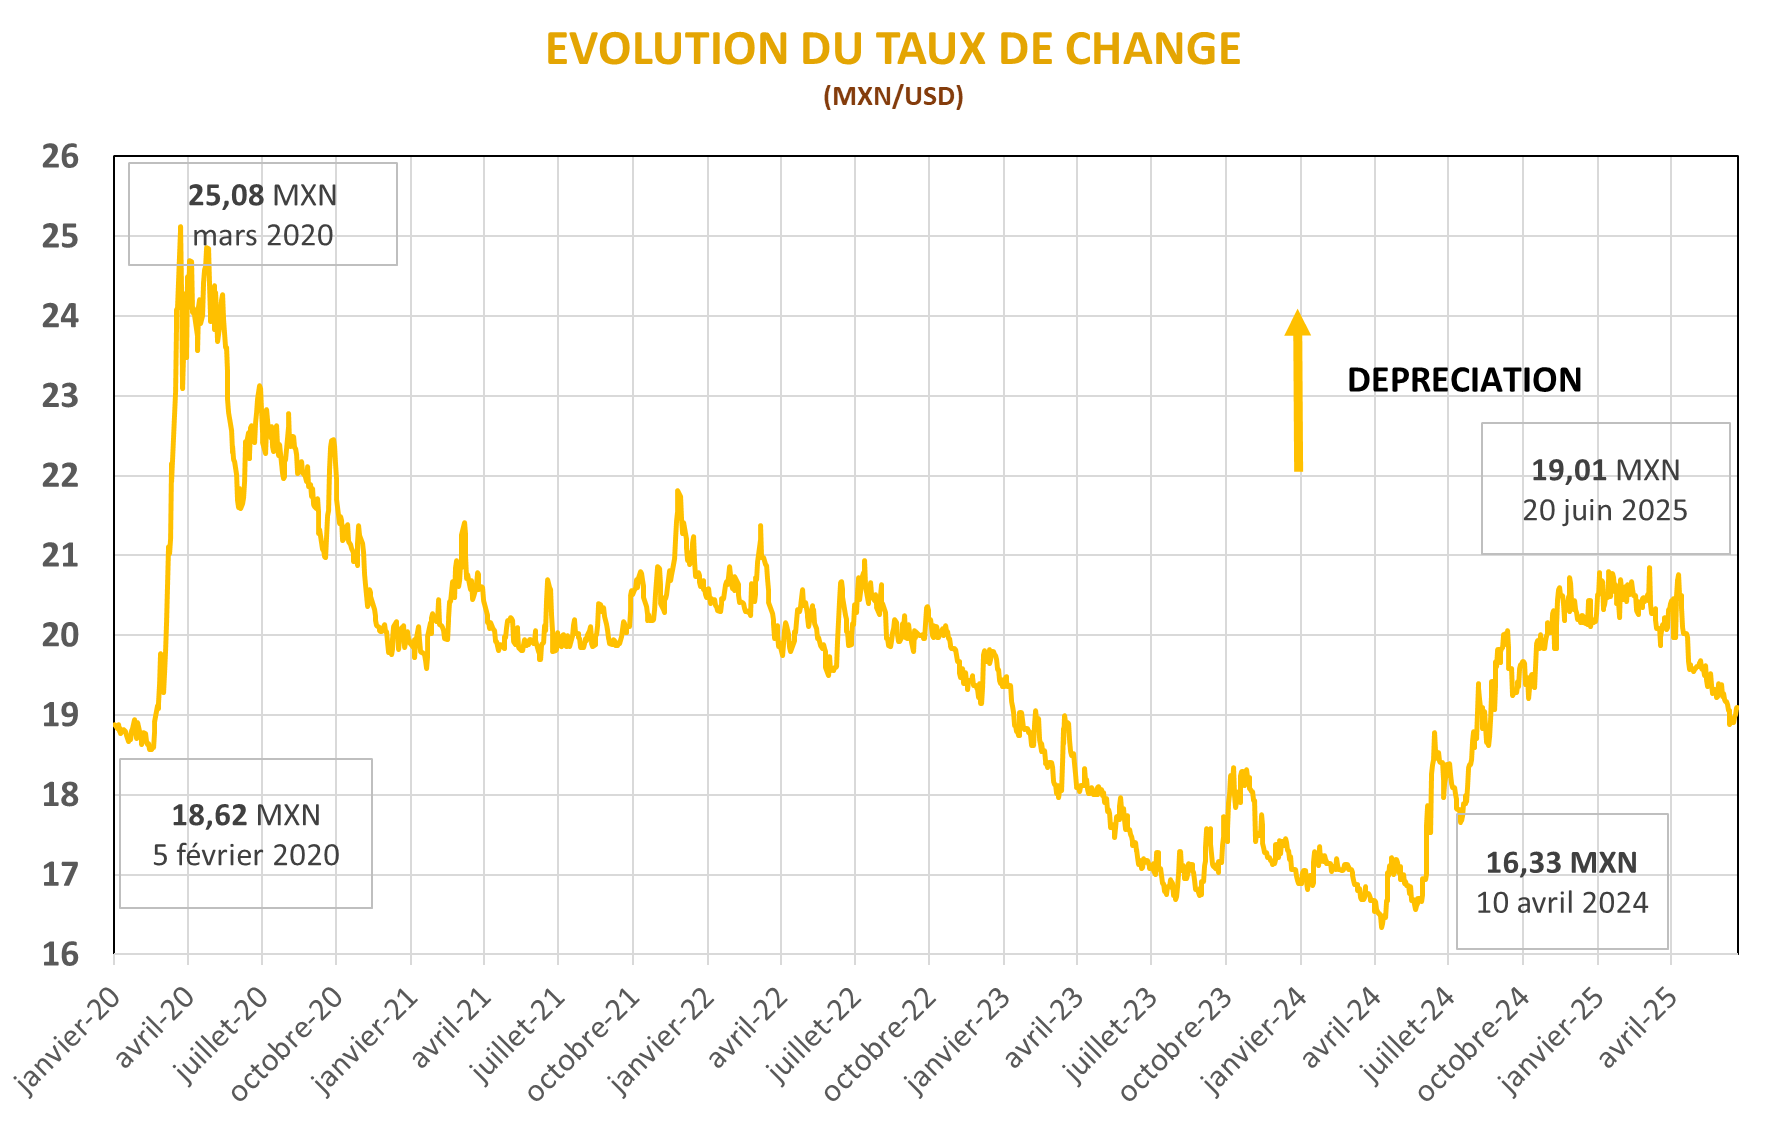 EVOLUTION DU TAUX DE CHANGE
(MXN/USD)
26
25
24
23
22
21
20
19
18
17
16
25,08 MXN
mars 2020
DEPRECIATION
19,01 MXN
20 juin 2025
18,62 MXN
5 février 2020
16,33 MXN
10 avril 2024
janvier-20
avril-20
juillet-20
octobre-20
janvier-21
avril-21
juillet-21
octobre-21
janvier-22
avril-22
juillet-22
octobre-22
janvier-23
avril-23
juillet-23
octobre-23
janvier-24
avril-24
juillet-24
octobre-24
janvier-25
avril-25